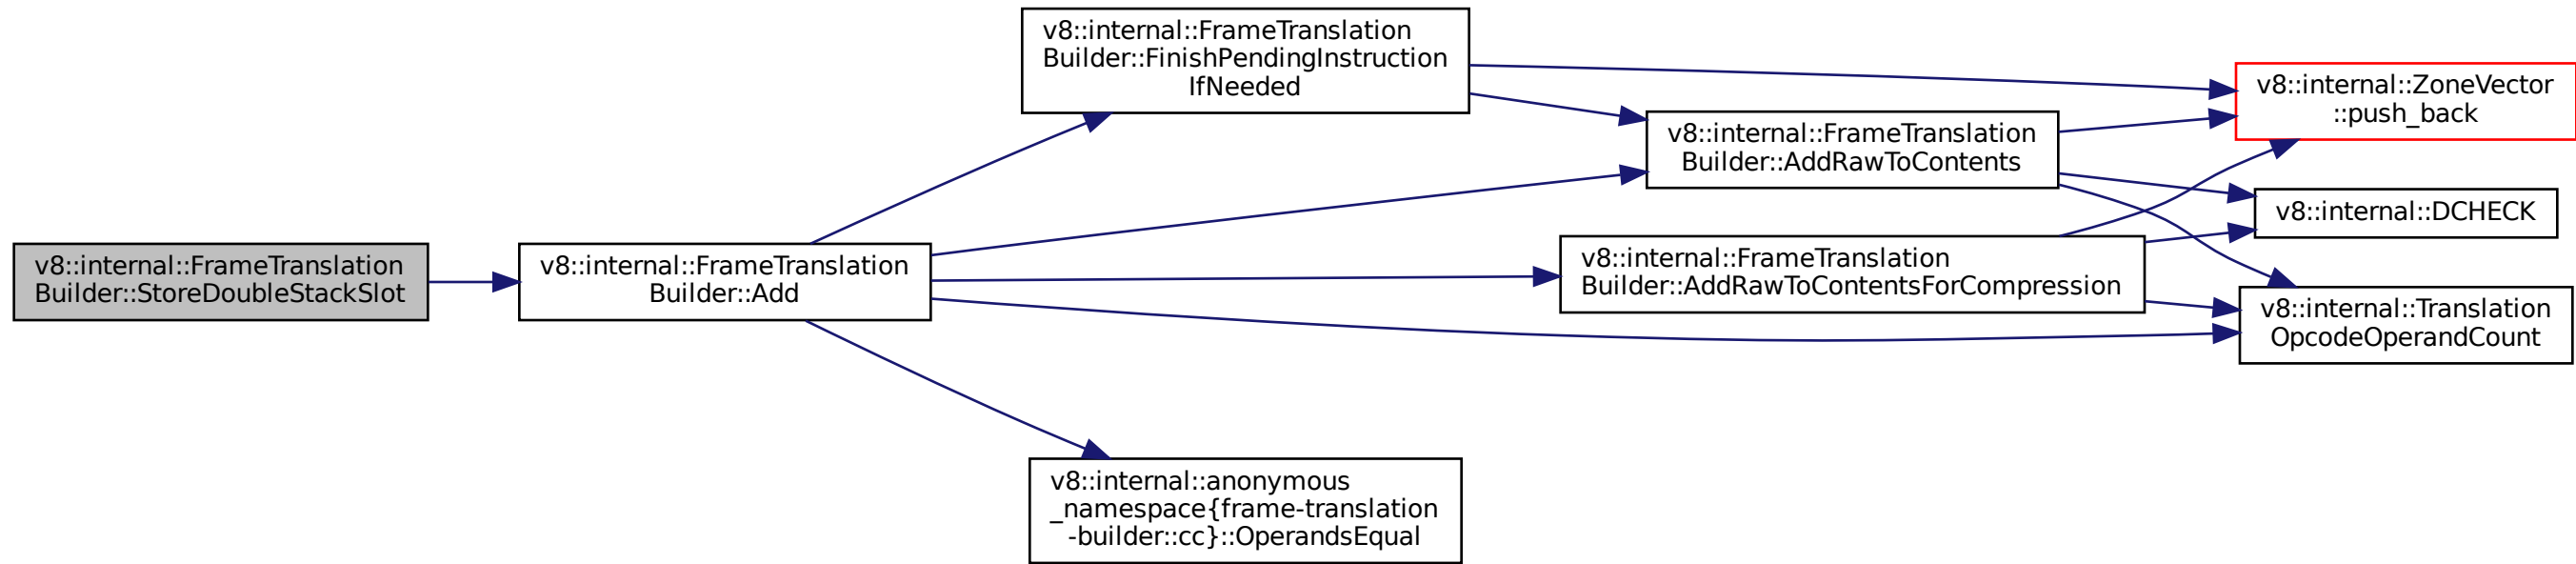 v8::internal::FrameTranslation
Builder::StoreDoubleStackSlot
v8::internal::FrameTranslation
Builder::Add
v8::internal::FrameTranslation
Builder::FinishPendingInstruction
IfNeeded
v8::internal::FrameTranslation
Builder::AddRawToContents
v8::internal::FrameTranslation
Builder::AddRawToContentsForCompression
v8::internal::anonymous
_namespace{frame-translation
-builder::cc}::OperandsEqual
v8::internal::ZoneVector
::push_back
v8::internal::DCHECK
v8::internal::Translation
OpcodeOperandCount